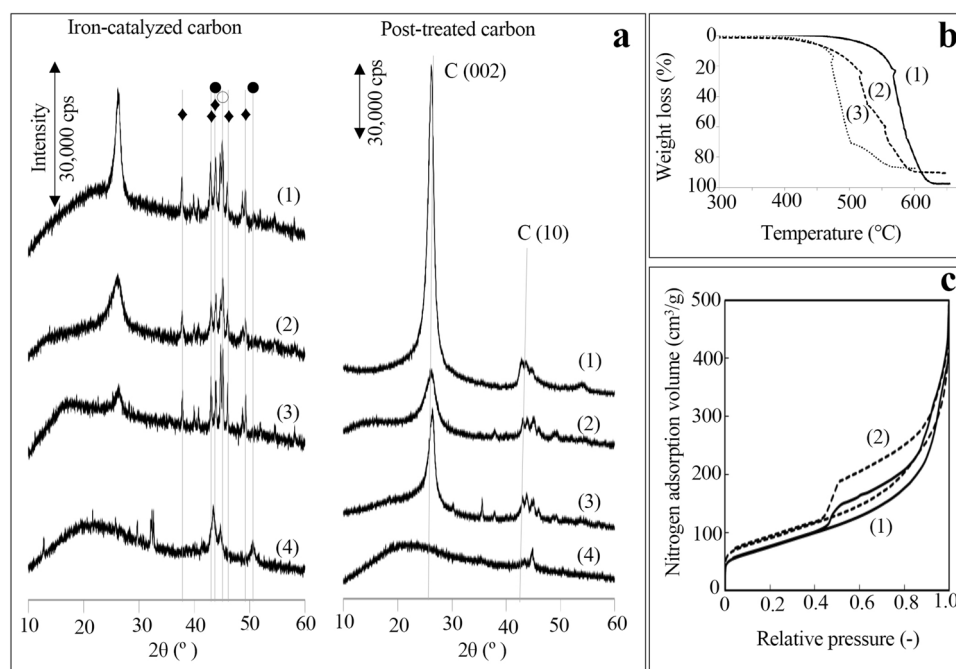 a
Iron-catalyzed carbon
Post-treated carbon
Intensity
30,000 cps
30,000 cps
C (002)
C (10)
(1)
(2)
(3)
(4)
(1)
(2)
(3)
(4)
10 20 30 40 50 60
10 20 30 40 50 60
2θ (º )
2θ (º )
b
Weight loss (%)
0
20
40
60
80
100
(1)
(2)
(3)
300 400 500 600
Temperature (°C)
c
Nitrogen adsorption volume (cm³/g)
500
400
300
200
100
0
(2)
(1)
0 0.2 0.4 0.6 0.8 1.0
Relative pressure (-)